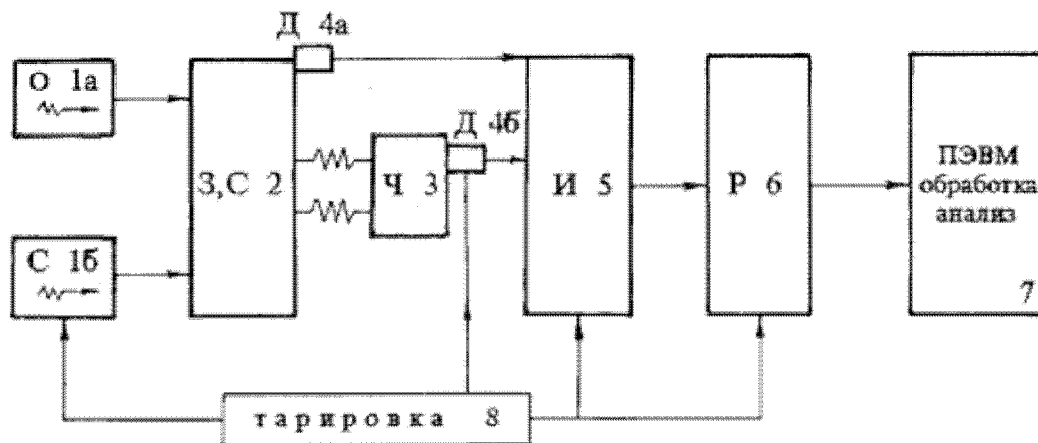 Д 4а
О 1а
Д 4б
З,С 2
Ч 3
И 5
Р 6
ПЭВМ
обработка
анализ
С 1б
7
тарировка 8